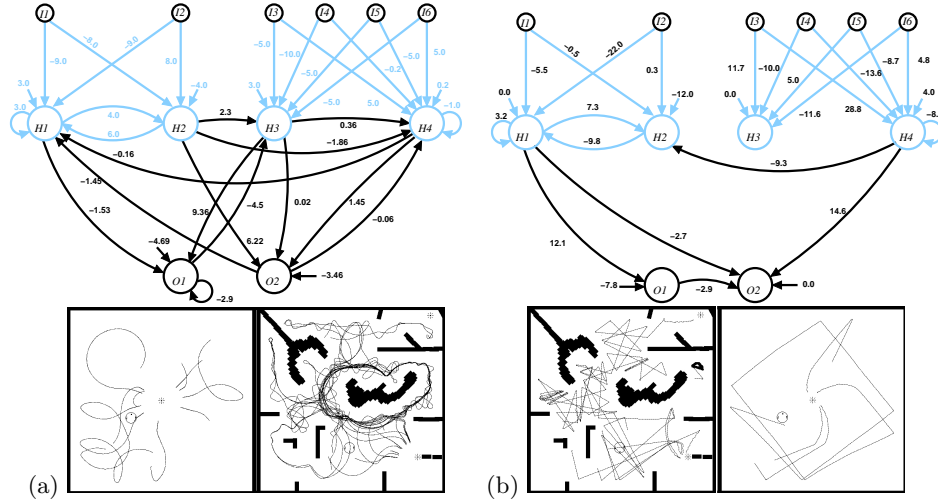 I1 I2 I3 I4 I5 I6
−8.0 −9.0 −5.0 −10.0 −5.0 5.0
−9.0 8.0 −5.0 −0.2
3.0 −4.0 3.0 0.2
3.0 4.0 2.3 −5.0 5.0 −1.0
H1 H2 H3 0.36 H4
6.0 −1.86
−0.16
−1.45
−1.53 9.36 −4.5 0.02 1.45 −0.06
−4.69 6.22
O1 O2 −3.46
−2.9
(a)
I1 I2 I3 I4 I5 I6
−0.5 −22.0 −8.7 4.8
−5.5 0.3 11.7 −10.0 5.0 −13.6
0.0 −12.0 0.0 4.0
3.2 7.3 −11.6 28.8 −8.
H1 H2 H3 H4
−9.8
−9.3
14.6
12.1 −2.7
−7.8 O1 −2.9 O2 0.0
(b)